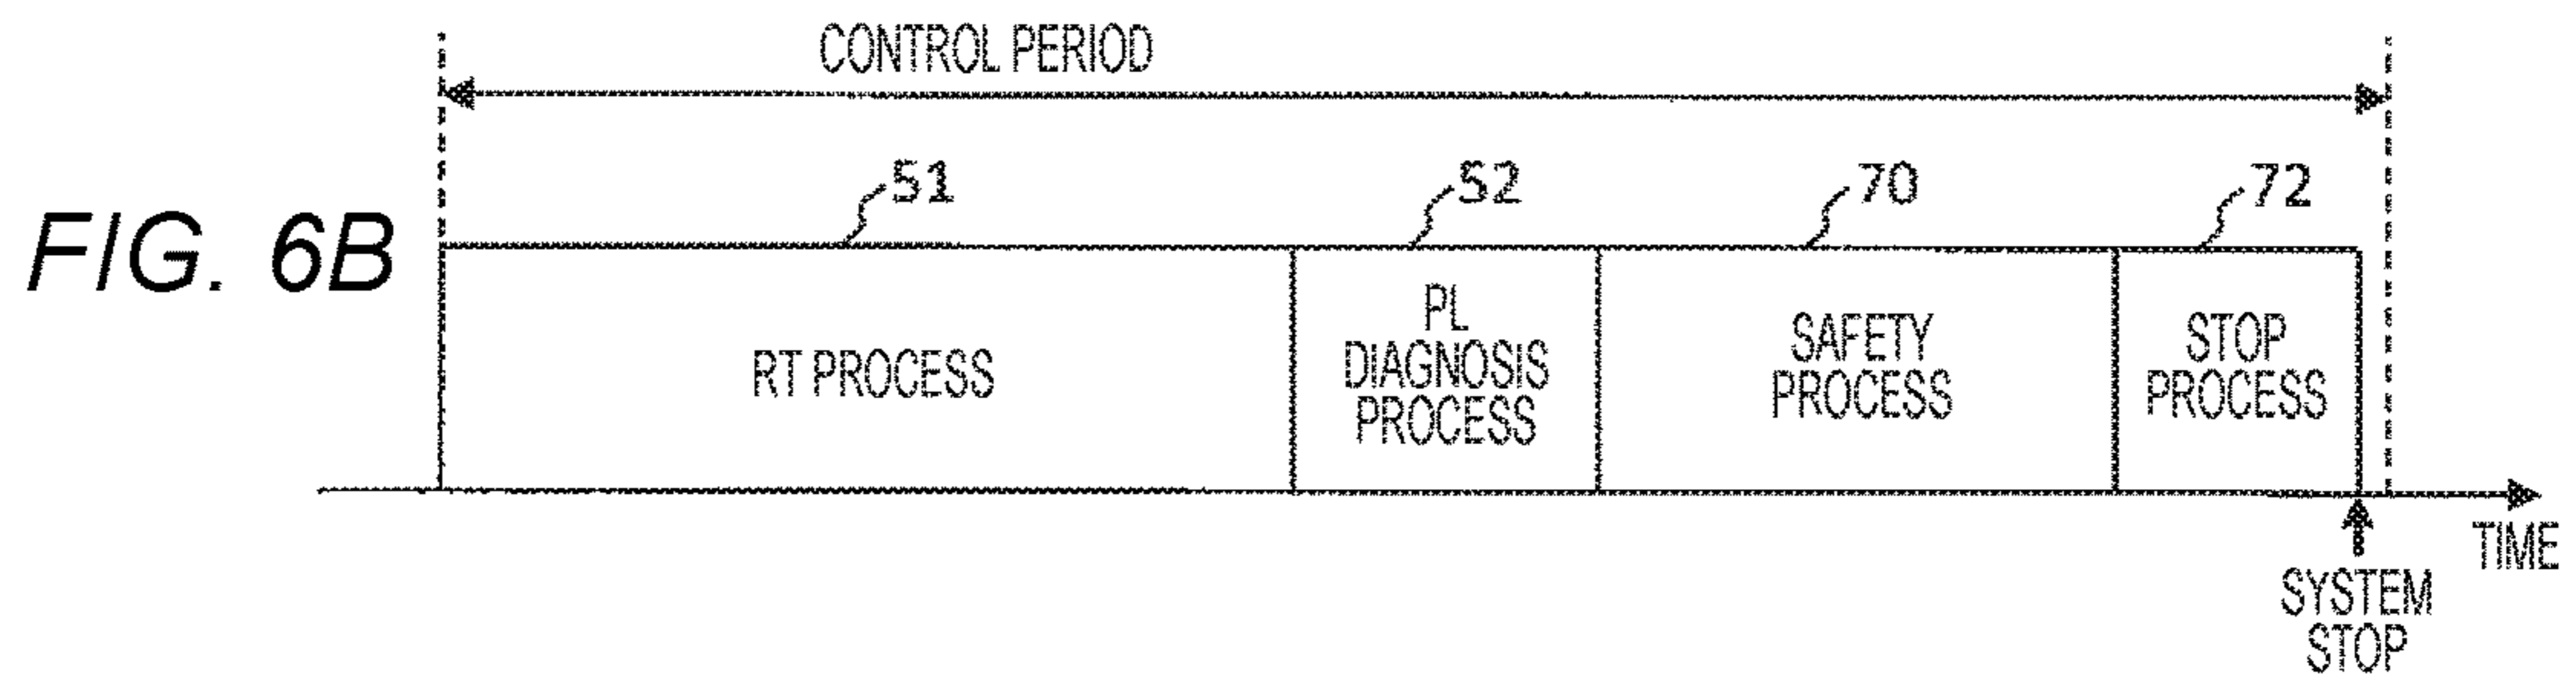 CONTROL PERIOD
FIG. 6B
51
52
70
72
RT PROCESS
PL
DIAGNOSIS
PROCESS
SAFETY
PROCESS
STOP
PROCESS
TIME
SYSTEM
STOP